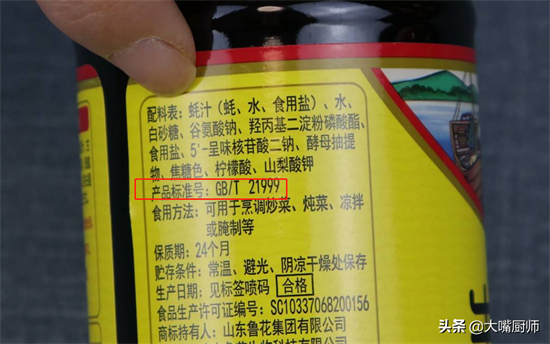 配料表：蚝汁（蚝、水、食用盐）、水、
白砂糖、谷氨酸钠、羟丙基二淀粉磷酸酯、
食用盐、5'-呈味核苷酸二钠、酵母抽提
物、焦糖色、柠檬酸、山梨酸钾
产品标准号：GB/T 21999
食用方法：可用于烹调炒菜、炖菜、凉拌
或腌制等
保质期：24个月
贮存条件：常温、避光、阴凉干燥处保存
生产日期：见标签喷码 合格
食品生产许可证编号：SC10337068200156
商标持有人：山东鲁花集团有限公司
头条 @大嘴厨师